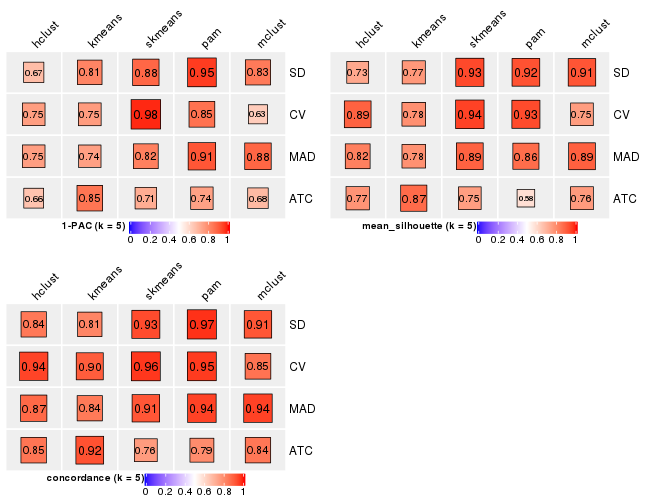 hclust kmeans skmeans pam mclust
0.67 0.81 0.88 0.95 0.83 SD
0.75 0.75 0.98 0.85 0.63 CV
0.75 0.74 0.82 0.91 0.88 MAD
0.66 0.85 0.71 0.74 0.68 ATC
1-PAC (k = 5)
0 0.2 0.4 0.6 0.8 1
hclust kmeans skmeans pam mclust
0.73 0.77 0.93 0.92 0.91 SD
0.89 0.78 0.94 0.93 0.75 CV
0.82 0.78 0.89 0.86 0.89 MAD
0.77 0.87 0.75 0.58 0.76 ATC
mean_silhouette (k = 5)
0 0.2 0.4 0.6 0.8 1
hclust kmeans skmeans pam mclust
0.84 0.81 0.93 0.97 0.91 SD
0.94 0.90 0.96 0.95 0.85 CV
0.87 0.84 0.91 0.94 0.94 MAD
0.85 0.92 0.76 0.79 0.84 ATC
concordance (k = 5)
0 0.2 0.4 0.6 0.8 1